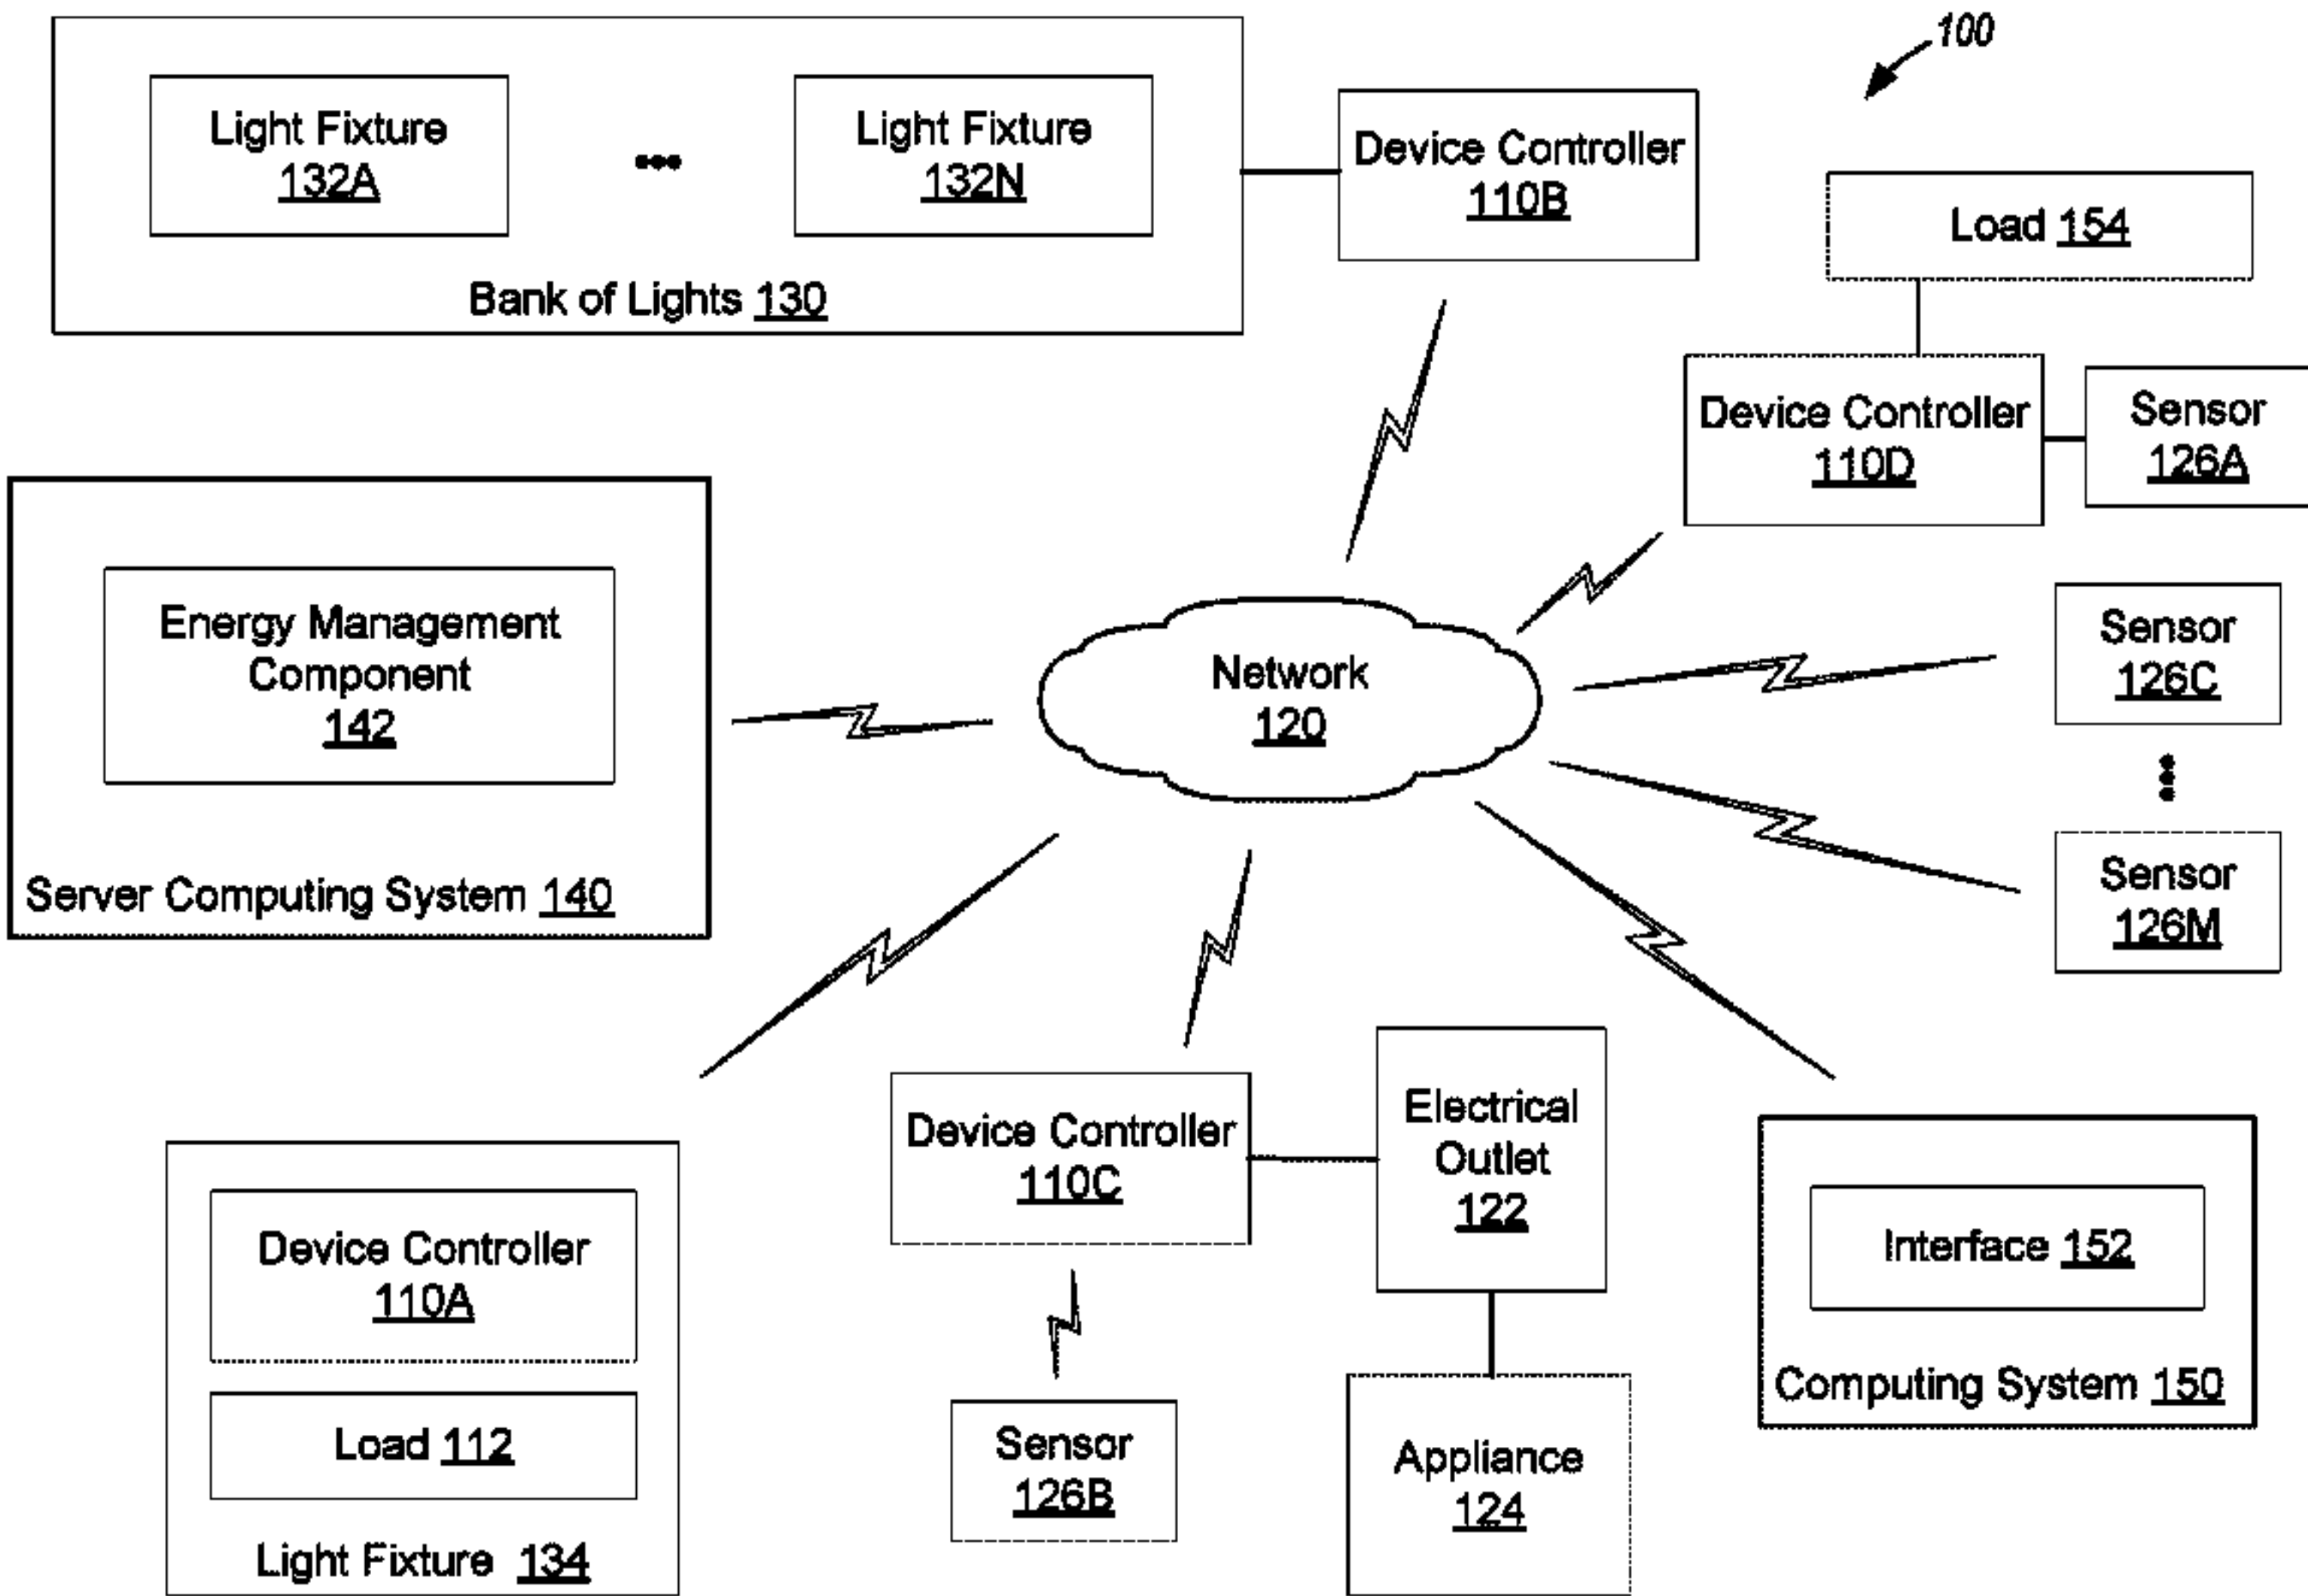 100
Light Fixture
132A
Light Fixture
132N
Bank of Lights 130
Device Controller
110B
Load 154
Device Controller
110D
Sensor
126A
Energy Management
Component
142
Server Computing System 140
Network
120
Sensor
126C
Sensor
126M
Device Controller
110A
Load 112
Light Fixture 134
Device Controller
110C
Sensor
126B
Electrical
Outlet
122
Appliance
124
Interface 152
Computing System 150